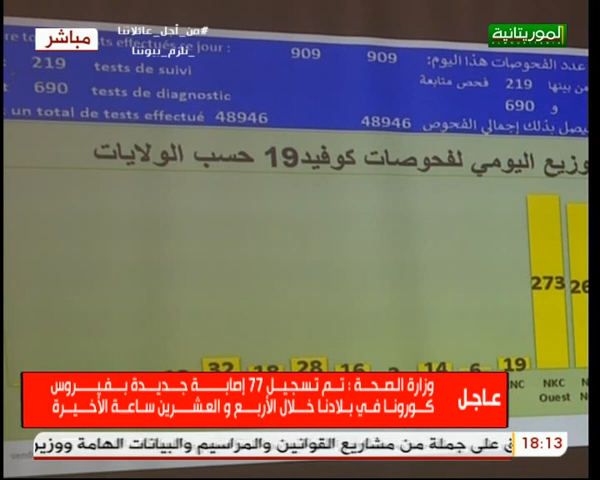 #من_أجل_عائلاتنا
_نلزم_بيوتنا
مباشر
الموريتانية
tests effectués ce jour : 909
909 عدد الفحوصات هذا اليوم:
219 tests de suivi
219 فحص متابعة
690 tests de diagnostic
و 690
un total de tests effectué 48946
بذلك إجمالي الفحوص 48946
اليومي لفحوصات كوفيد19 حسب الولايات
32
18
28
16
14
6
19
273
NKC
Ouest
عاجل
وزارة الصحة : تم تسجيل 77 إصابة جديدة بفيروس
كورونا في بلادنا خلال الأربع و العشرين ساعة الأخيرة
على جملة من مشاريع القوانين والمراسيم والبيانات الهامة
18:13